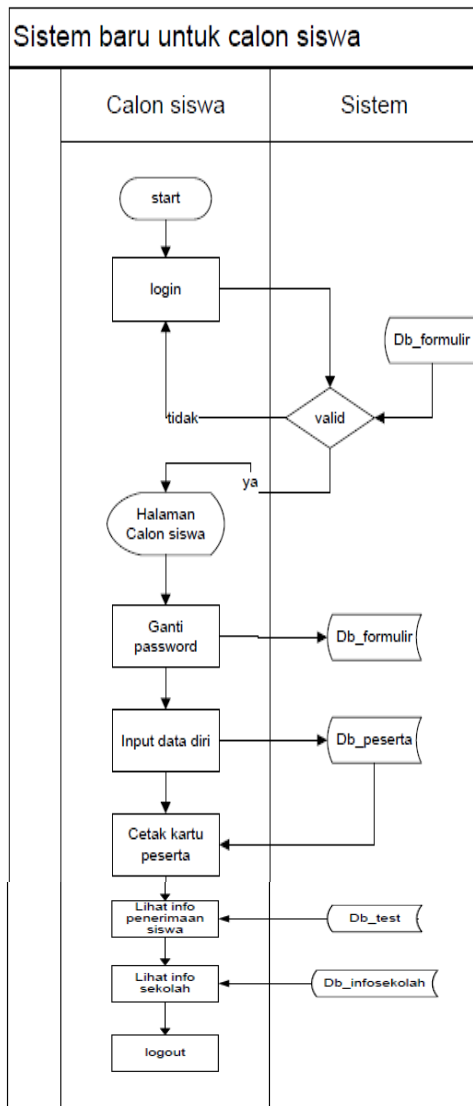 Sistem baru untuk calon siswa
Calon siswa
Sistem
start
login
Db_formulir
valid
tidak
ya
Halaman
Calon siswa
Ganti
password
Db_formulir
Input data diri
Db_peserta
Cetak kartu
peserta
Lihat info
penerimaan
siswa
Db_test
Lihat info
sekolah
Db_infosekolah
logout